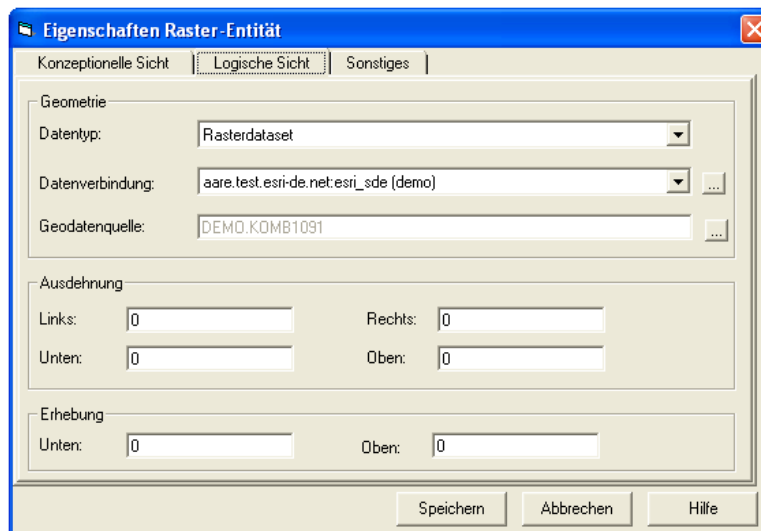 Eigenschaften Raster-Entität
Konzeptionelle Sicht Logische Sicht Sonstiges
Geometrie
Datentyp: Rasterdataset
Datenverbindung: aare.test.esri-de.net:esri_sde (demo) ...
Geodatenquelle: DEMO.KOMB1091 ...
Ausdehnung
Links: 0 Rechts: 0
Unten: 0 Oben: 0
Erhebung
Unten: 0 Oben: 0
Speichern Abbrechen Hilfe